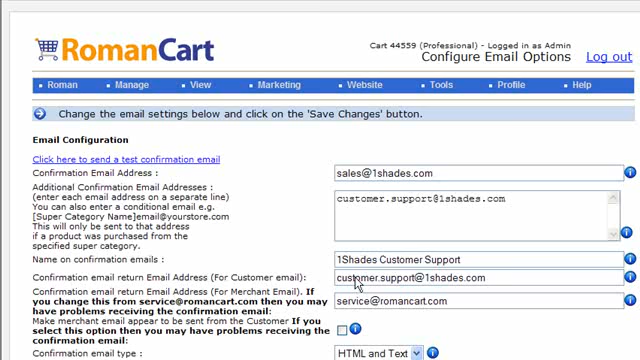 RomanCart
Cart 44559 (Professional) - Logged in as Admin
Configure Email Options
Log out
Roman
Manage
View
Marketing
Website
Tools
Profile
Help
Change the email settings below and click on the 'Save Changes' button.
Email Configuration
Click here to send a test confirmation email
Confirmation Email Address :
sales@1shades.com
Additional Confirmation Email Addresses :
(enter each email address on a separate line)
You can also enter a conditional email e.g.
[Super Category Name]email@yourstore.com
This will only be sent to that address
if a product was purchased from the
specified super category.
customer.support@1shades.com
Name on confirmation emails :
1Shades Customer Support
Confirmation email return Email Address (For Customer email):
customer.support@1shades.com
Confirmation email return Email Address
(For Merchant Email). If
you change this from service@romancart.com then you may
have problems receiving the confirmation email:
service@romancart.com
Make merchant email appear to be sent from the Customer If you
select this option then you may have problems receiving the
confirmation email:
Confirmation email type :
HTML and Text